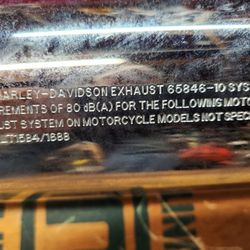 HARLEY-DAVIDSON EXHAUST 65846-10 SYS
REMENTS OF 80 dB(A) FOR THE FOLLOWING MOTO
UST SYSTEM ON MOTORCYCLE MODELS NOT SPEC